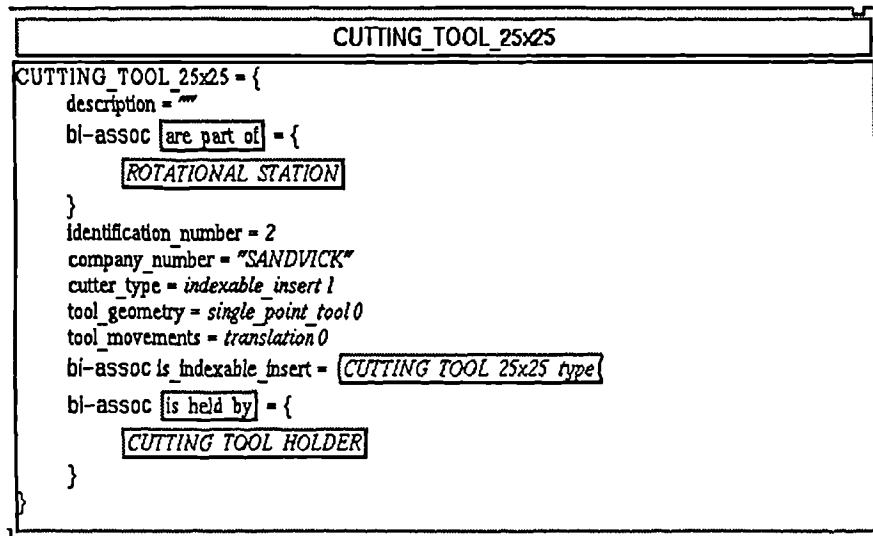 CUTTING_TOOL_25x25
CUTTING_TOOL_25x25 = {
description = ""
bi-assoc are part of = {
ROTATIONAL STATION
}
identification_number = 2
company_number = "SANDVICK"
cutter_type = indexable_insert 1
tool_geometry = single_point_tool 0
tool_movements = translation 0
bi-assoc is_indexable_insert = CUTTING TOOL 25x25 type
bi-assoc is held by = {
CUTTING TOOL HOLDER
}
}